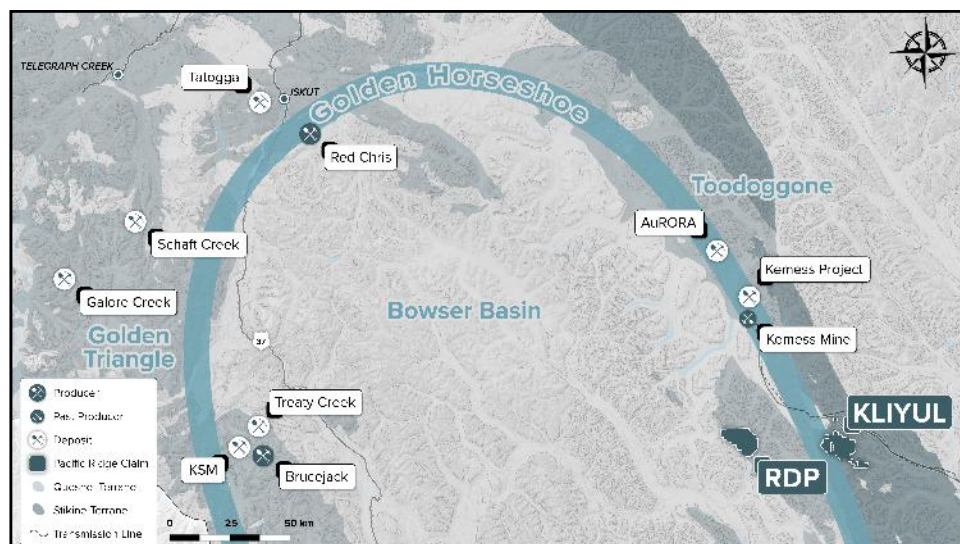 TELEGRAPH CREEK
Tatogga
ISKUT
Golden Horseshoe
Red Chris
Toodoggone
AuRORA
Schaft Creek
Kemess Project
Galore Creek
Bowser Basin
Golden
Triangle
37
Kemess Mine
Producer
Past Producer
Deposit
Pacific Ridge Claim
Quesnel Terrane
Stikine Terrane
Transmission Line
Treaty Creek
KSM
Brucejack
KLIYUL
RDP
0 25 50 km